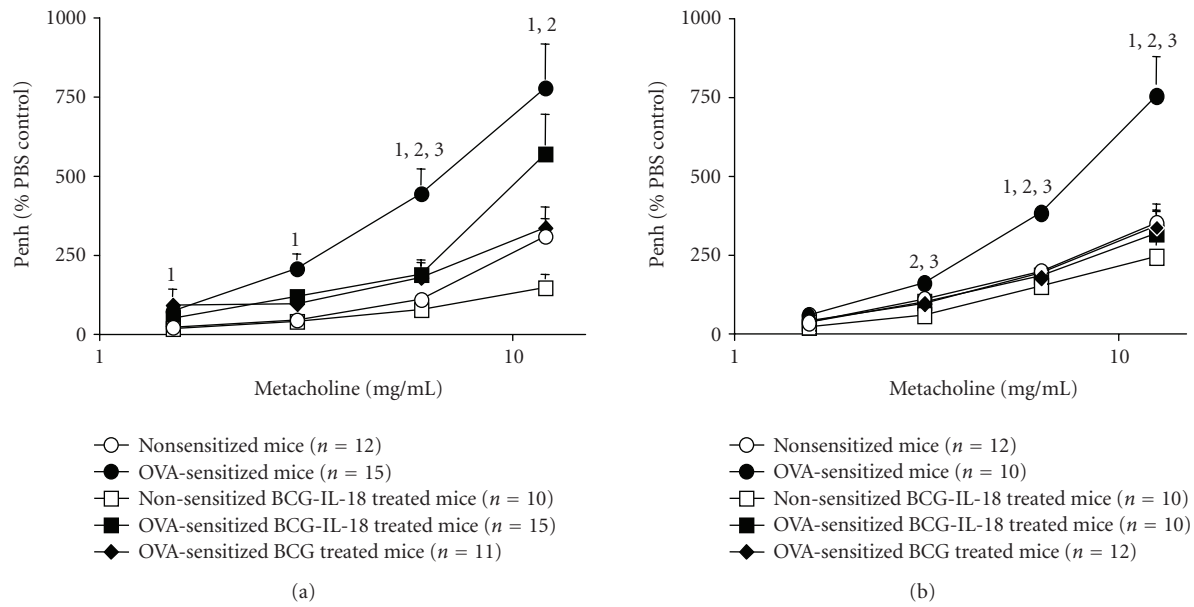 1000
750
500
250
0
Penh (% PBS control)
1
1
1, 2, 3
1, 2
1
10
Metacholine (mg/mL)
Nonsensitized mice (n = 12)
OVA-sensitized mice (n = 15)
Non-sensitized BCG-IL-18 treated mice (n = 10)
OVA-sensitized BCG-IL-18 treated mice (n = 15)
OVA-sensitized BCG treated mice (n = 11)
(a)
1000
750
500
250
0
Penh (% PBS control)
2, 3
1, 2, 3
1, 2, 3
1
10
Metacholine (mg/mL)
Nonsensitized mice (n = 12)
OVA-sensitized mice (n = 10)
Non-sensitized BCG-IL-18 treated mice (n = 10)
OVA-sensitized BCG-IL-18 treated mice (n = 10)
OVA-sensitized BCG treated mice (n = 12)
(b)